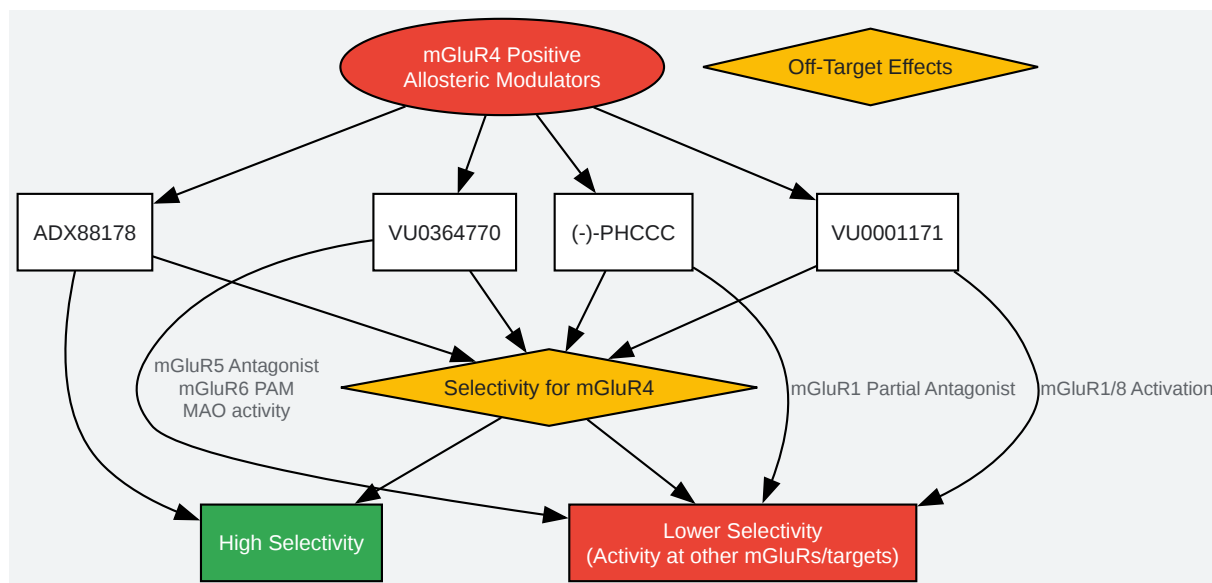 mGluR4 Positive
Allosteric Modulators
Off-Target Effects
ADX88178
VU0364770
(-)-PHCCC
VU0001171
mGluR5 Antagonist
mGluR6 PAM
MAO activity
Selectivity for mGluR4
mGluR1 Partial Antagonist
mGluR1/8 Activation
High Selectivity
Lower Selectivity
(Activity at other mGluRs/targets)